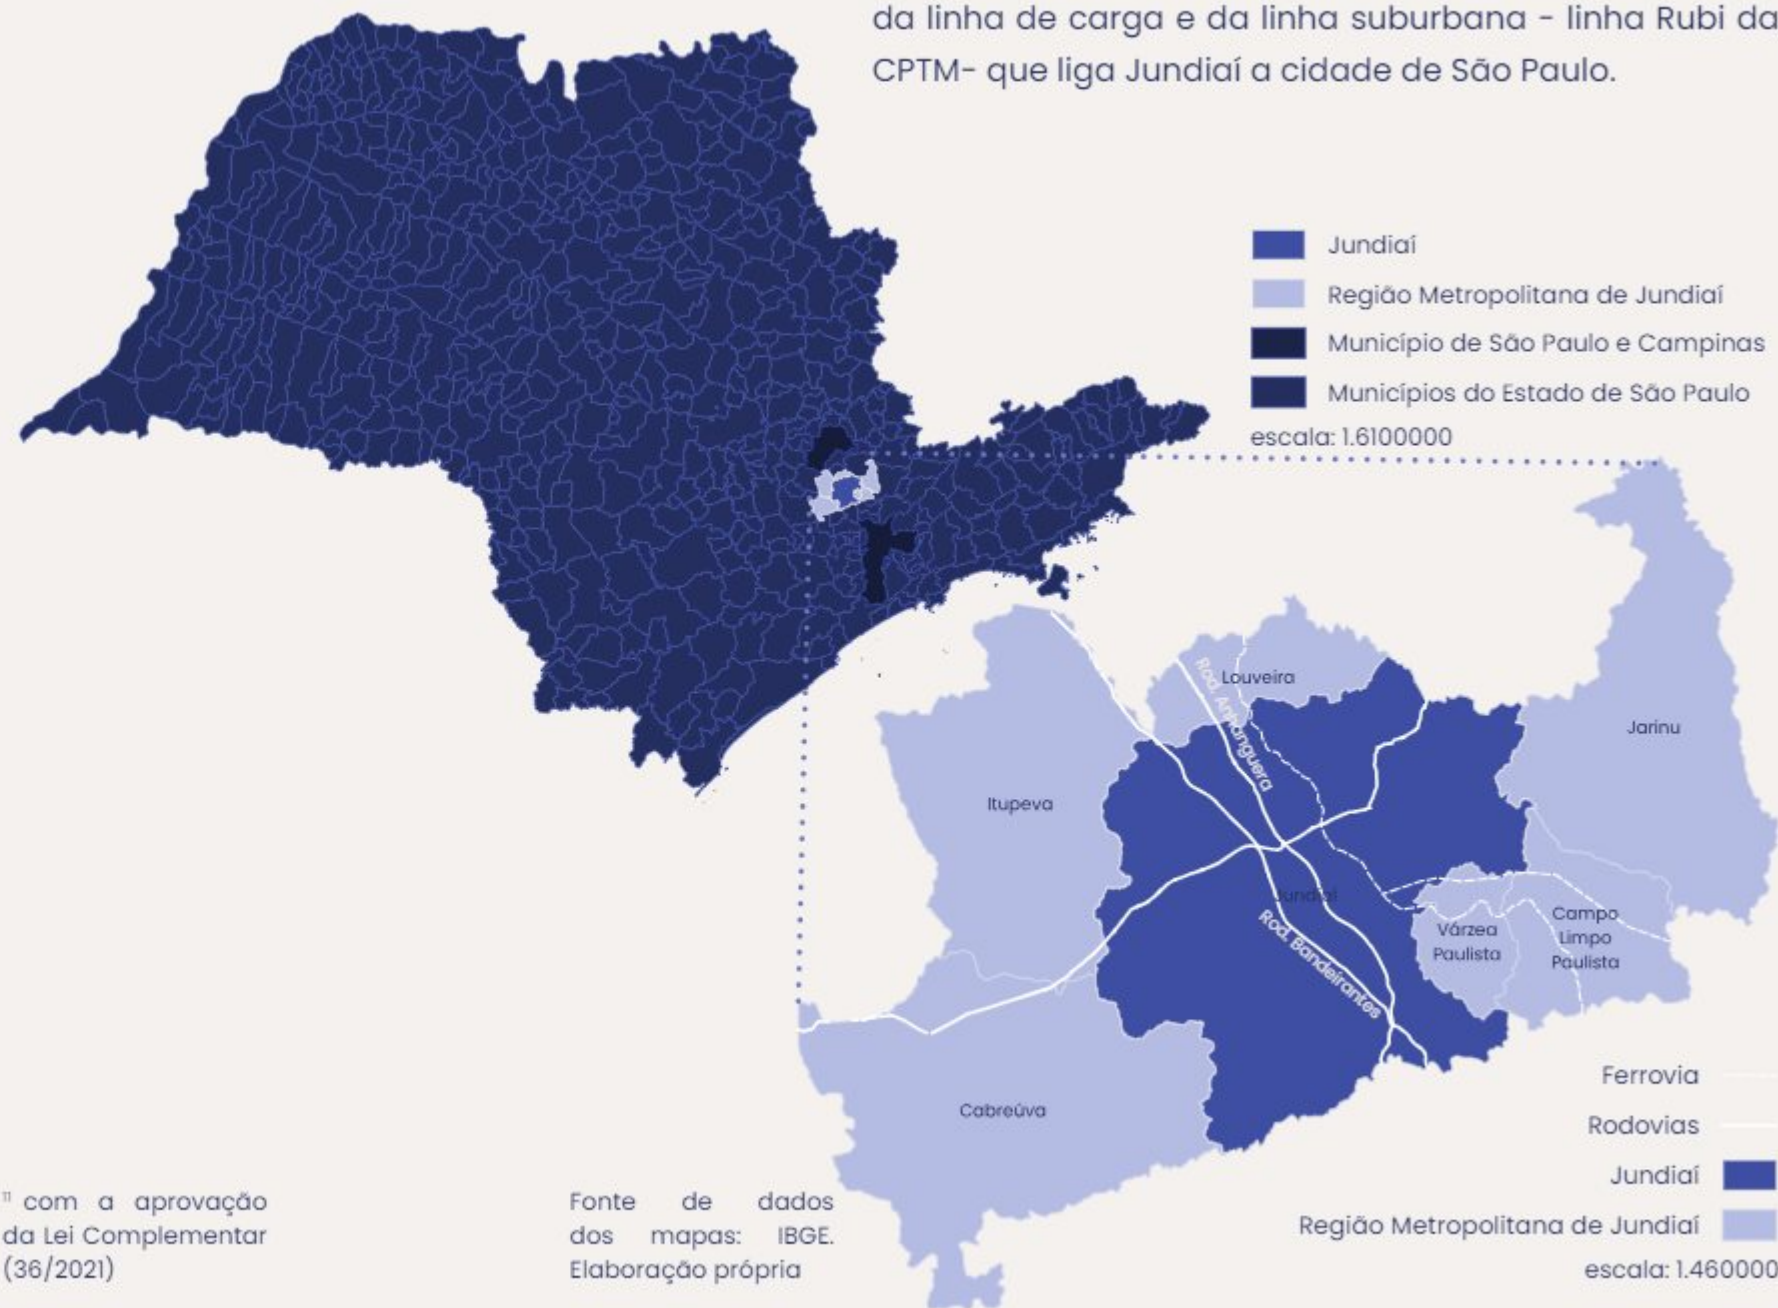 da linha de carga e da linha suburbana - linha Rubi da
CPTM- que liga Jundiaí a cidade de São Paulo.
Jundiaí
Região Metropolitana de Jundiaí
Município de São Paulo e Campinas
Municípios do Estado de São Paulo
escala: 1.6100000
Louveira
Rod. Anhanguera
Jarinu
Itupeva
Jundiaí
Rod. Bandeirantes
Várzea
Paulista
Campo
Limpo
Paulista
Cabreúva
Ferrovia
Rodovias
Jundiaí
Região Metropolitana de Jundiaí
escala: 1.460000
11 com a aprovação
da Lei Complementar
(36/2021)
Fonte de dados
dos mapas: IBGE.
Elaboração própria